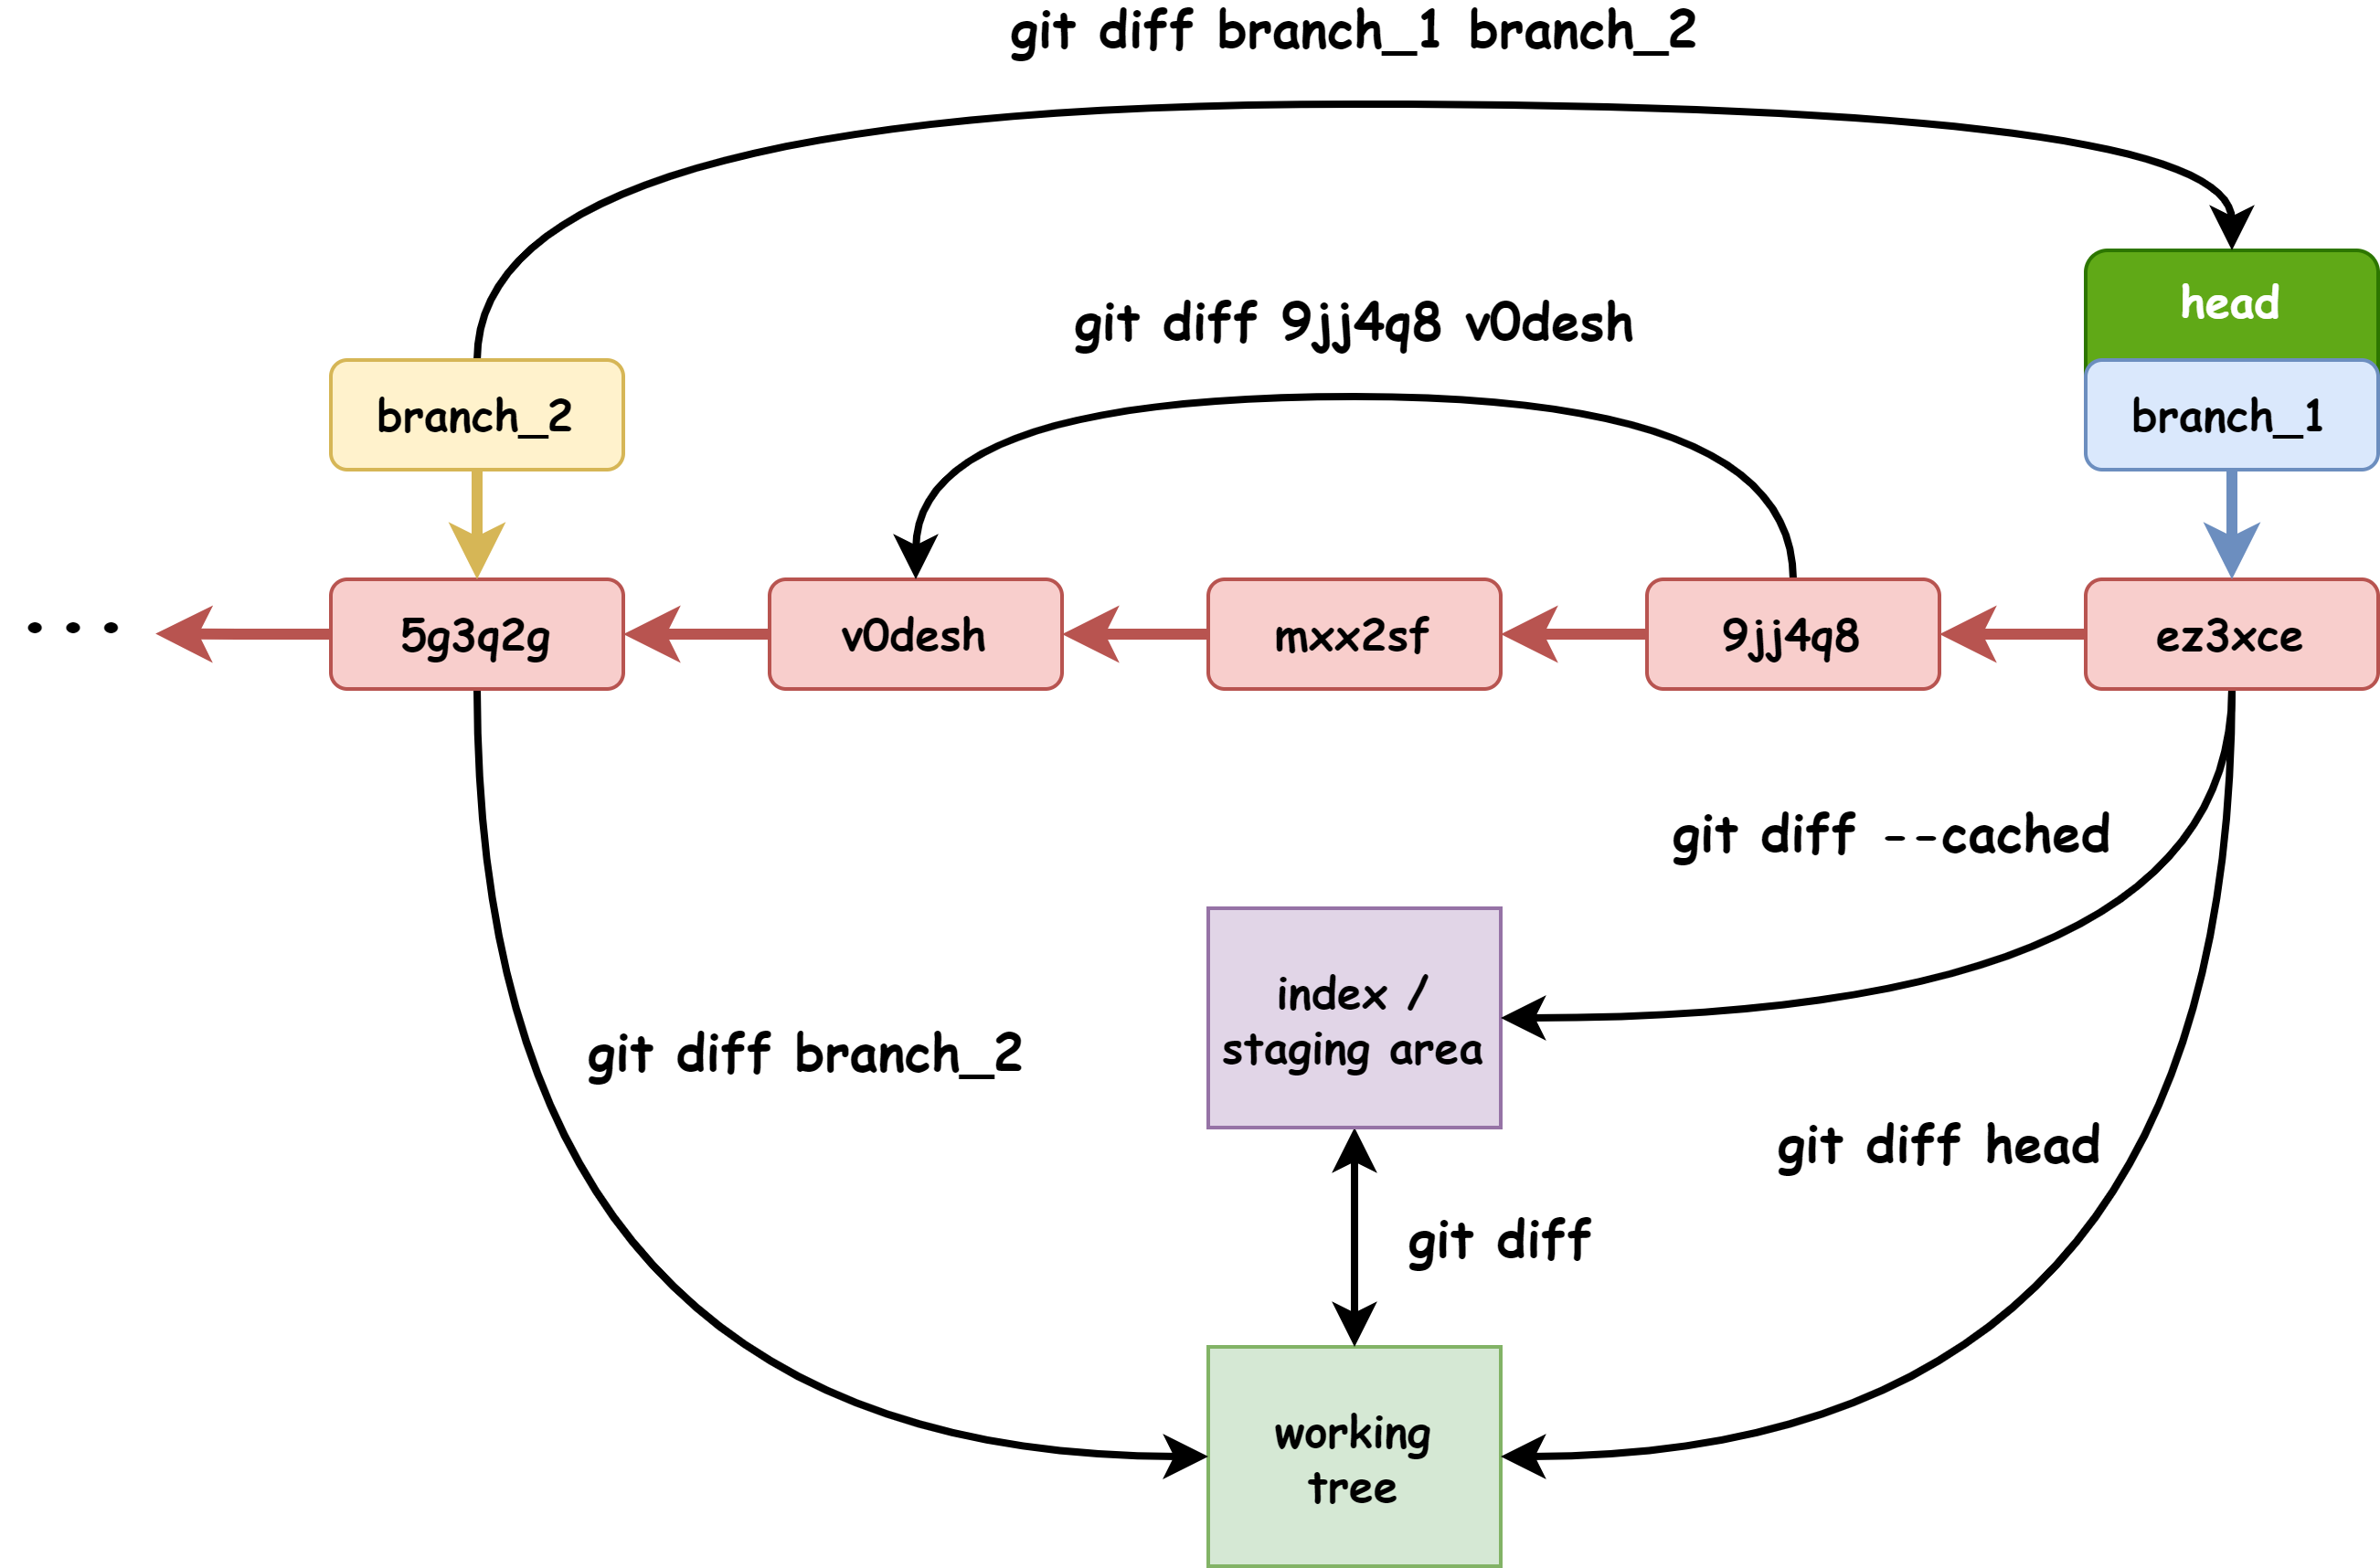 git diff branch_1 branch_2
head
git diff 9jj4q8 v0desh
branch_2
branch_1
. . .
5g3q2g
v0desh
mxx2sf
9jj4q8
ez3xce
git diff --cached
index /
staging area
git diff branch_2
git diff head
git diff
working
tree